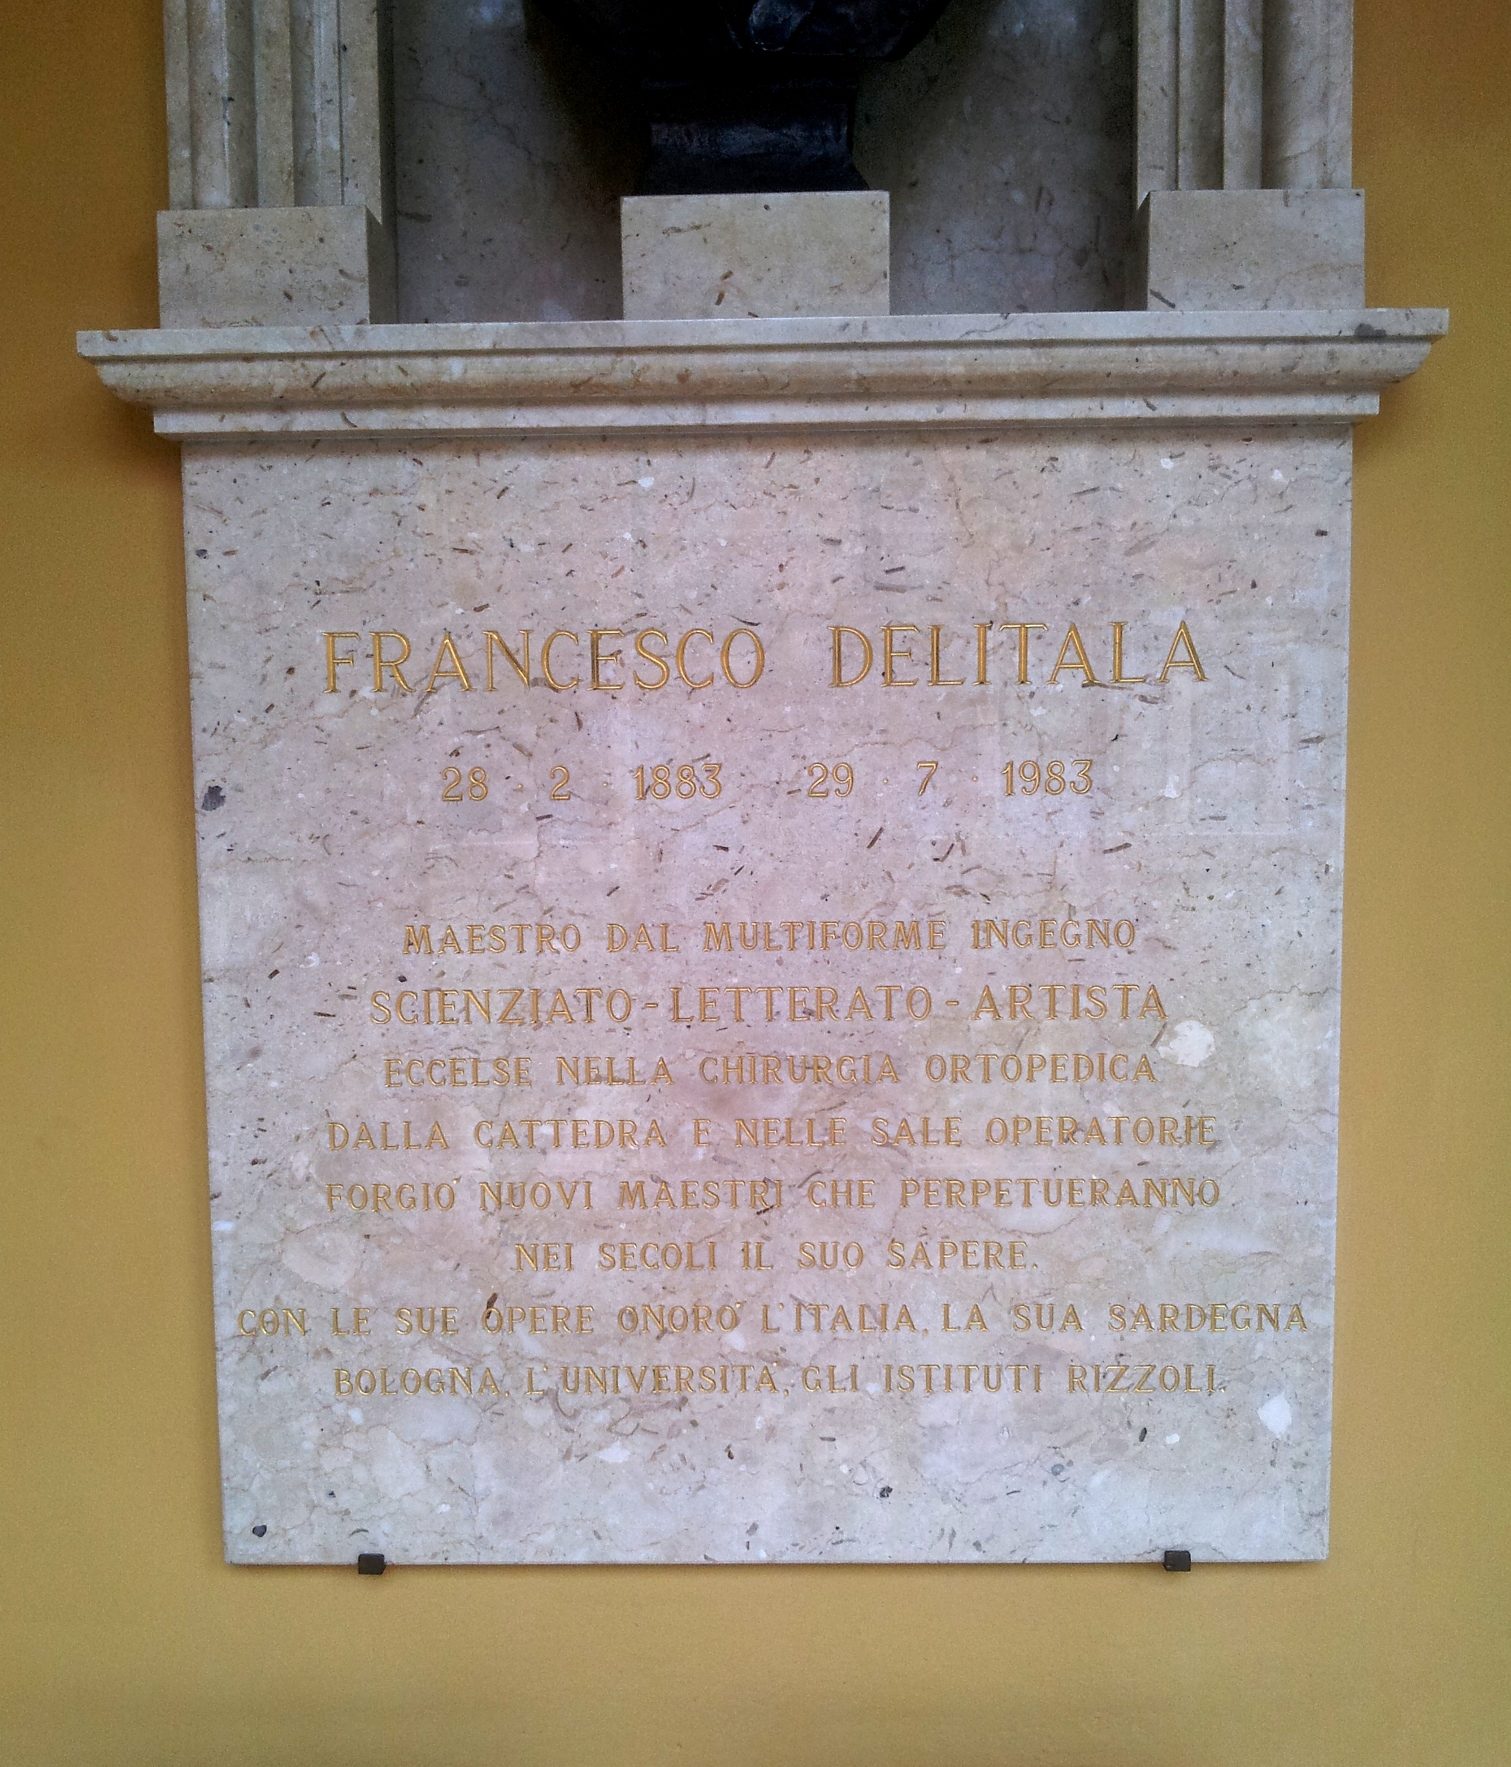 FRANCESCO DELITALA
28 · 2 · 1883 29 · 7 · 1983
MAESTRO DAL MULTIFORME INGEGNO
SCIENZIATO - LETTERATO - ARTISTA
ECCELSE NELLA CHIRURGIA ORTOPEDICA
DALLA CATTEDRA E NELLE SALE OPERATORIE
FORGIO' NUOVI MAESTRI CHE PERPETUERANNO
NEI SECOLI IL SUO SAPERE.
CON LE SUE OPERE ONORO' L'ITALIA, LA SUA SARDEGNA
BOLOGNA, L'UNIVERSITA', GLI ISTITUTI RIZZOLI.